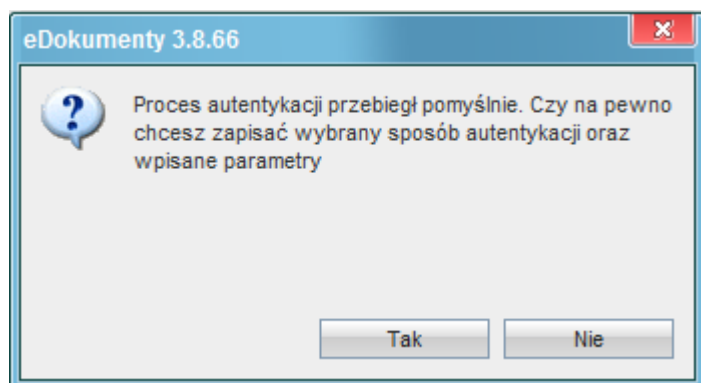 eDokumenty 3.8.66
Proces autentykacji przebiegł pomyślnie. Czy na pewno
chcesz zapisać wybrany sposób autentykacji oraz
wpisane parametry
Tak
Nie